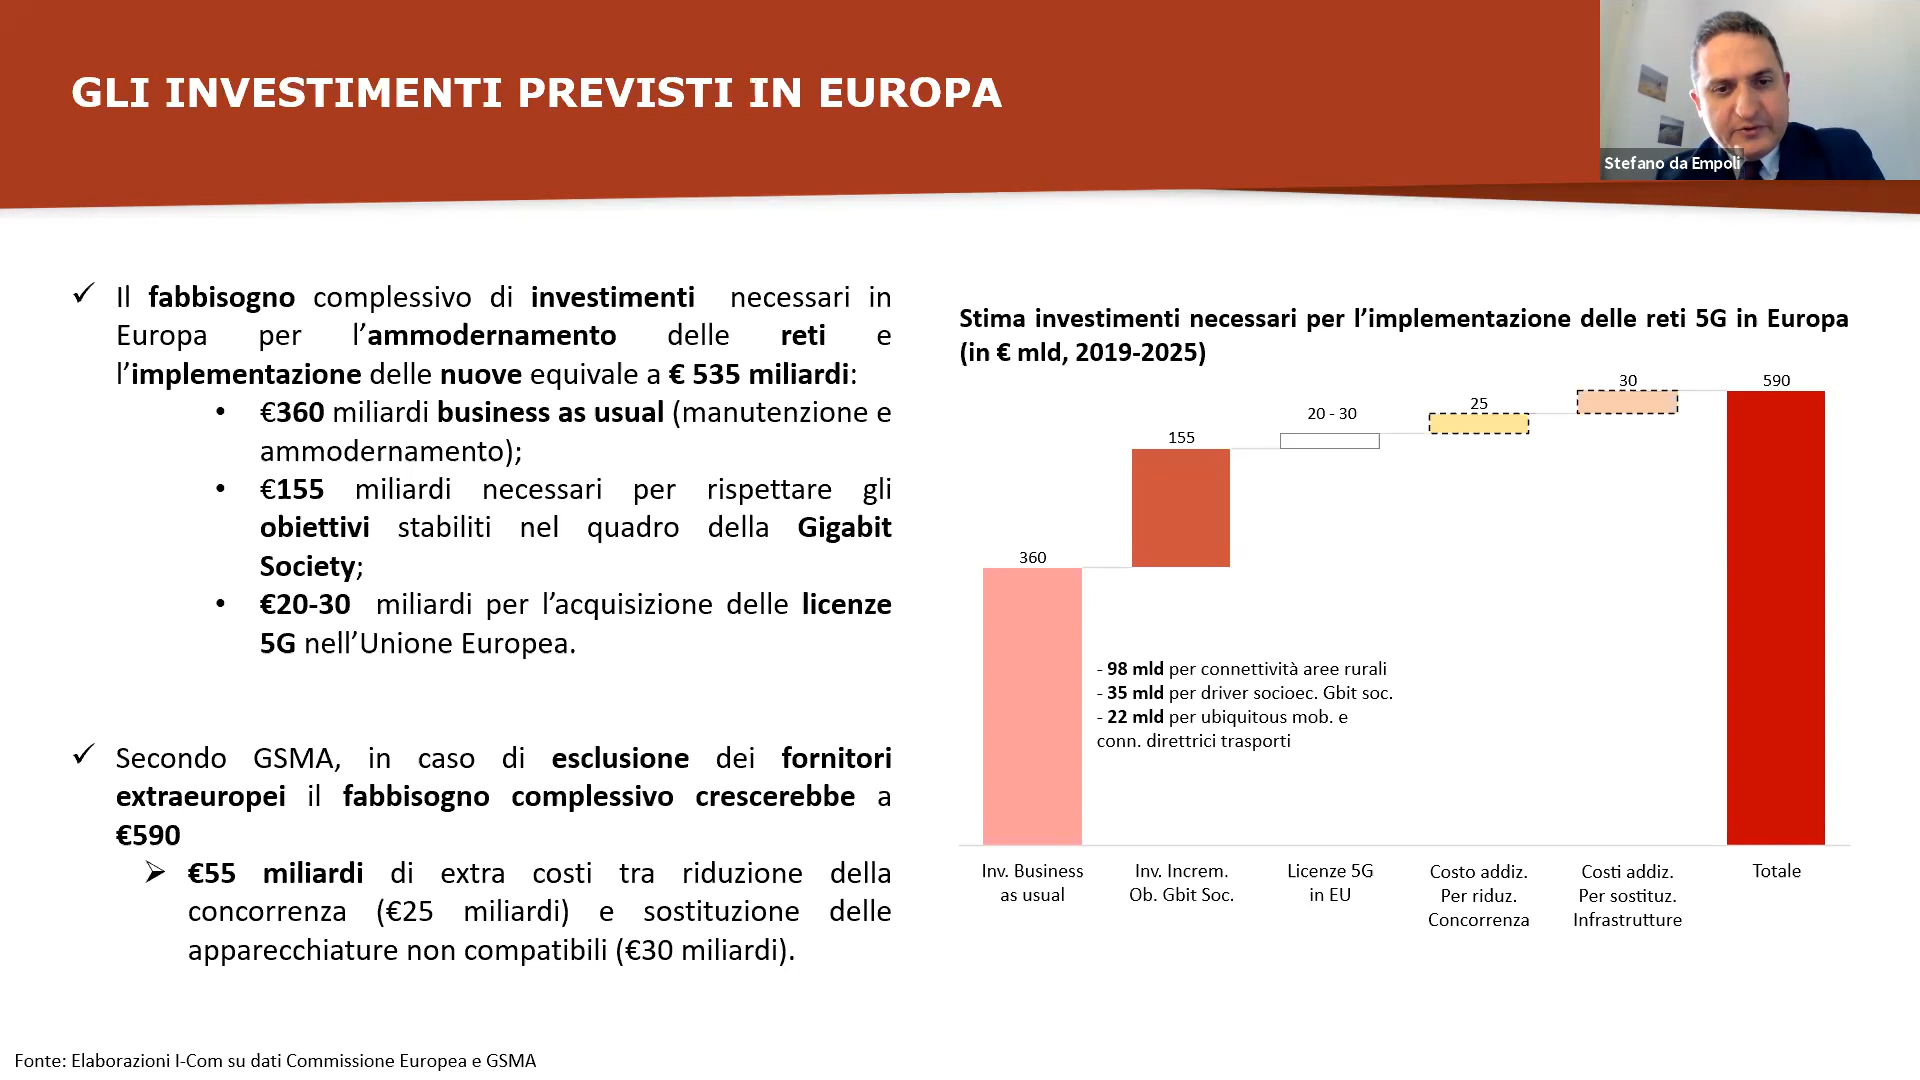 GLI INVESTIMENTI PREVISTI IN EUROPA
Stefano da Empoli
✓ Il fabbisogno complessivo di investimenti necessari in
Europa per l’ammodernamento delle reti e
l’implementazione delle nuove equivale a € 535 miliardi:
• €360 miliardi business as usual (manutenzione e
ammodernamento);
• €155 miliardi necessari per rispettare gli
obiettivi stabiliti nel quadro della Gigabit
Society;
• €20-30 miliardi per l’acquisizione delle licenze
5G nell’Unione Europea.
✓ Secondo GSMA, in caso di esclusione dei fornitori
extraeuropei il fabbisogno complessivo crescerebbe a
€590
➢ €55 miliardi di extra costi tra riduzione della
concorrenza (€25 miliardi) e sostituzione delle
apparecchiature non compatibili (€30 miliardi).
Stima investimenti necessari per l’implementazione delle reti 5G in Europa
(in € mld, 2019-2025)
360
155
20 - 30
25
30
590
- 98 mld per connettività aree rurali
- 35 mld per driver socioec. Gbit soc.
- 22 mld per ubiquitous mob. e
conn. direttrici trasporti
Inv. Business
as usual
Inv. Increm.
Ob. Gbit Soc.
Licenze 5G
in EU
Costo addiz.
Per riduz.
Concorrenza
Costi addiz.
Per sostituz.
Infrastrutture
Totale
Fonte: Elaborazioni I-Com su dati Commissione Europea e GSMA